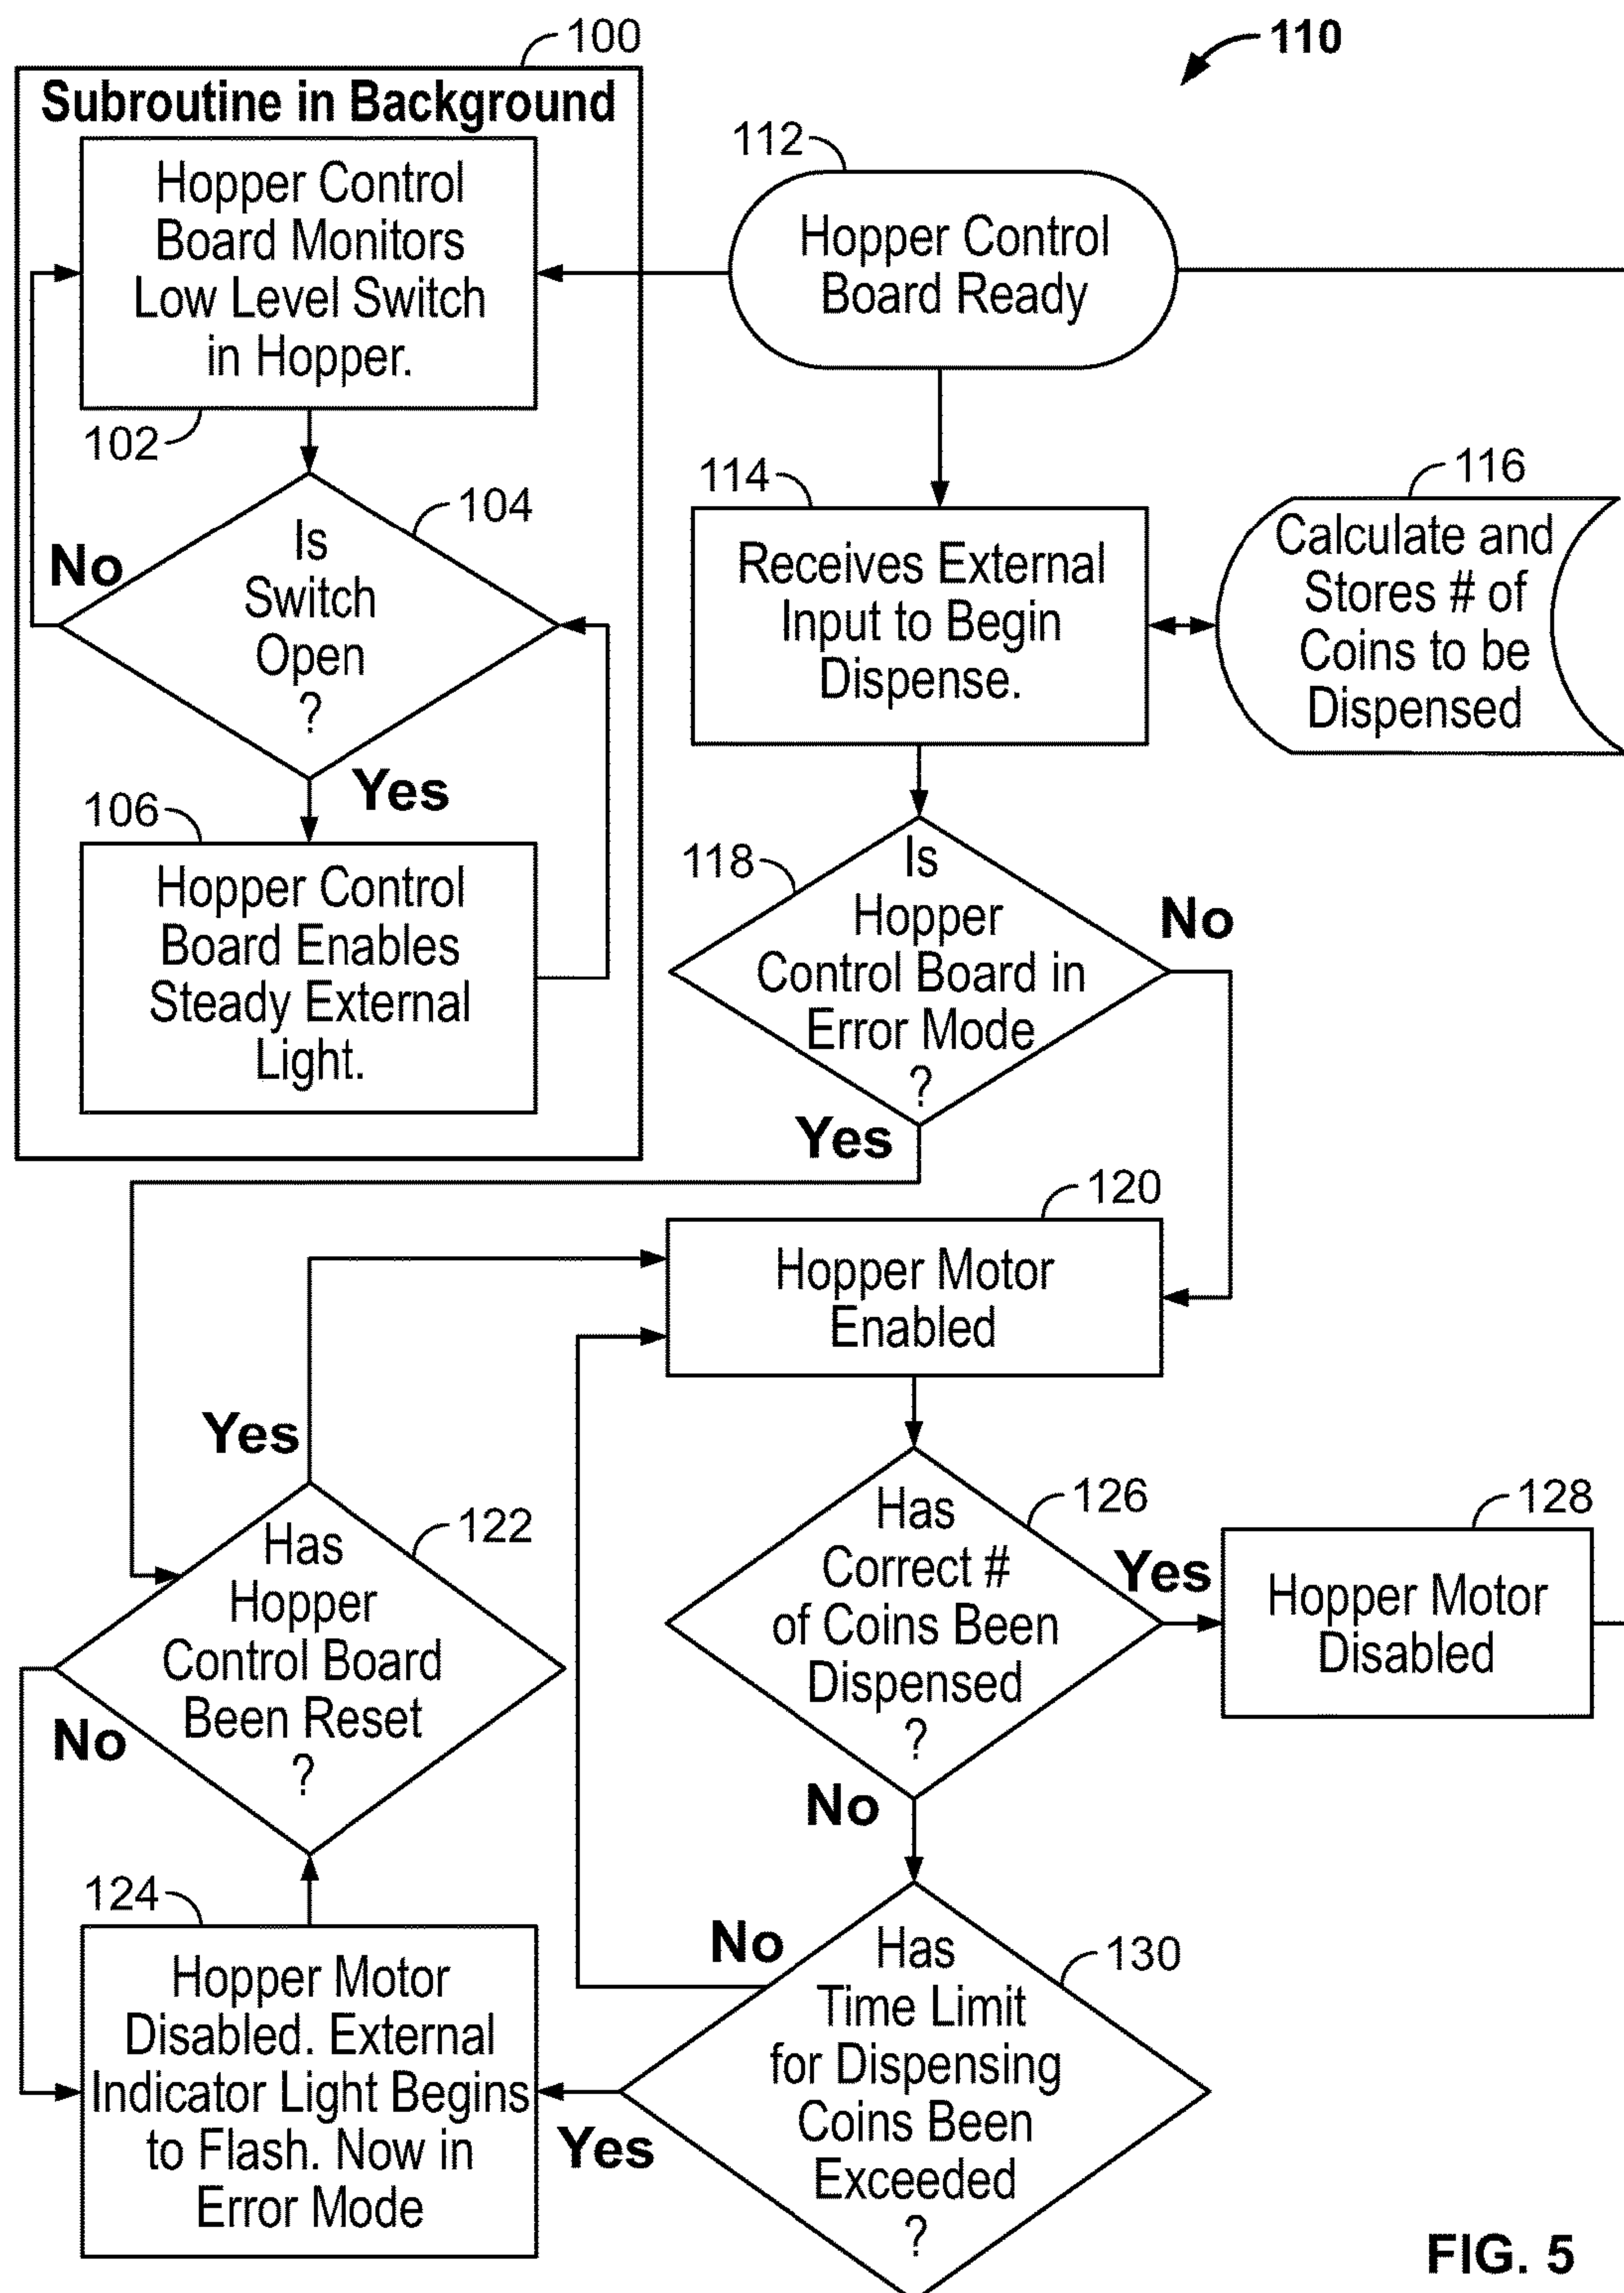 100
110
Subroutine in Background
Hopper Control
Board Monitors
Low Level Switch
in Hopper.
102
104
Is
Switch
Open
?
No
Yes
106
Hopper Control
Board Enables
Steady External
Light.
112
Hopper Control
Board Ready
114
Receives External
Input to Begin
Dispense.
116
Calculate and
Stores # of
Coins to be
Dispensed
118
Is
Hopper
Control Board in
Error Mode
?
No
Yes
120
Hopper Motor
Enabled
Yes
122
Has
Hopper
Control Board
Been Reset
?
No
124
Hopper Motor
Disabled. External
Indicator Light Begins
to Flash. Now in
Error Mode
126
Has
Correct #
of Coins Been
Dispensed
?
Yes
No
128
Hopper Motor
Disabled
130
Has
Time Limit
for Dispensing
Coins Been
Exceeded
?
No
Yes
FIG. 5